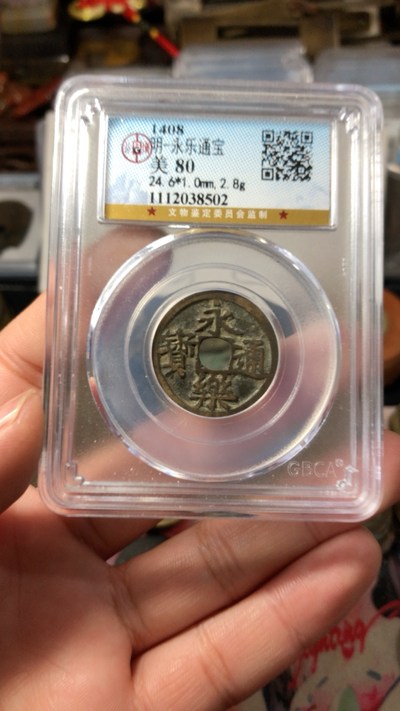 1408
明-永乐通宝
美 80
24.6*1.0mm, 2.8g
1112038502
★ 文物鉴定委员会监制 ★
永樂通寶
GBCA